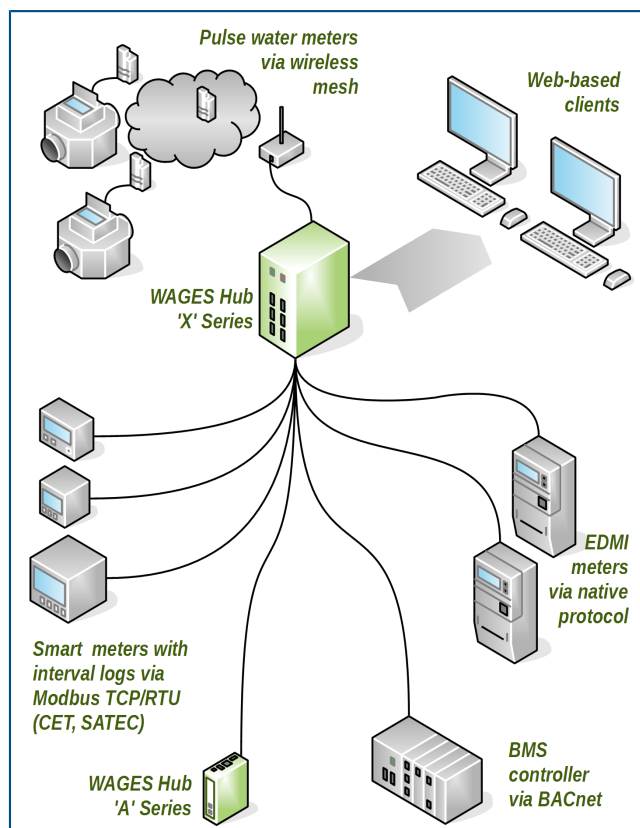 Pulse water meters
via wireless
mesh
Web-based
clients
WAGES Hub
'X' Series
EDMI
meters
via native
protocol
Smart meters with
interval logs via
Modbus TCP/RTU
(CET, SATEC)
WAGES Hub
'A' Series
BMS
controller
via BACnet